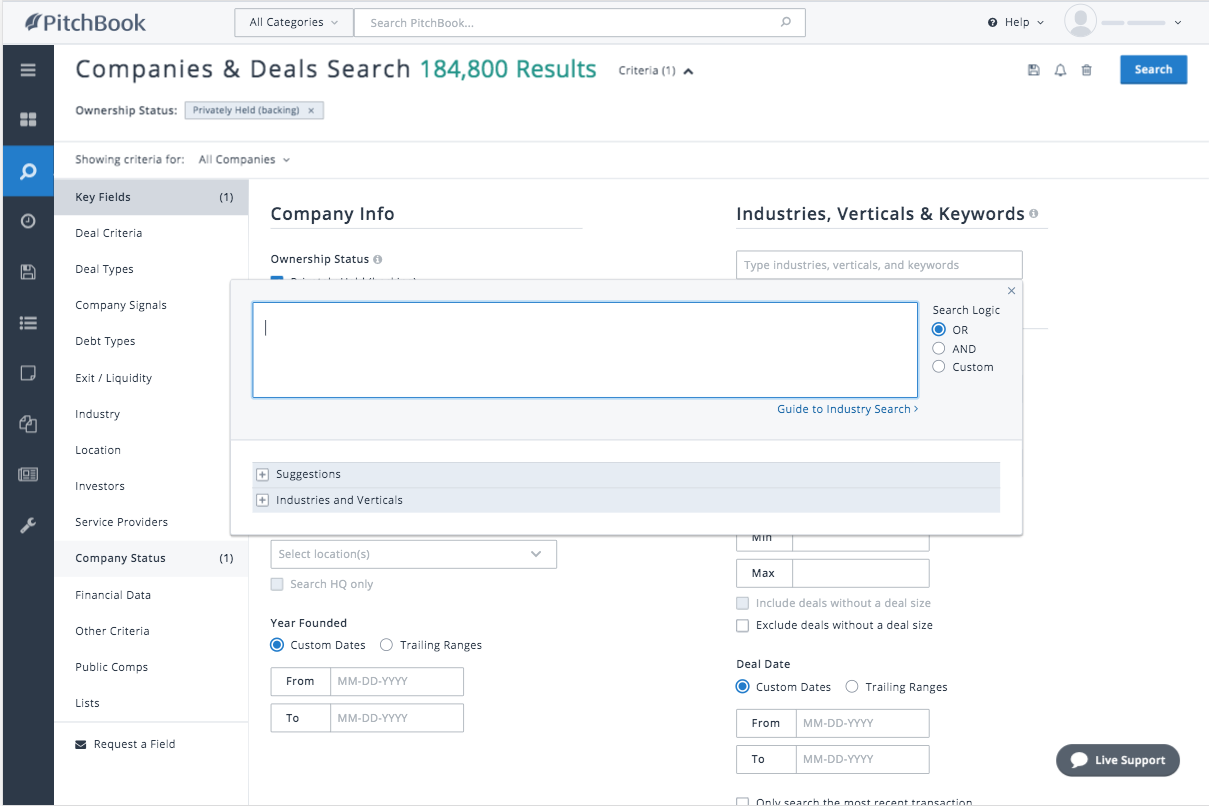 PitchBook
All Categories
Search PitchBook...
Help
Companies & Deals Search 184,800 Results
Criteria (1)
Search
Ownership Status:
Privately Held (backing) ×
Showing criteria for: All Companies
Key Fields (1)
Deal Criteria
Deal Types
Company Signals
Debt Types
Exit / Liquidity
Industry
Location
Investors
Service Providers
Company Status (1)
Financial Data
Other Criteria
Public Comps
Lists
Request a Field
Company Info
Ownership Status
Industries, Verticals & Keywords
Type industries, verticals, and keywords
Search Logic
OR
AND
Custom
Guide to Industry Search >
Suggestions
Industries and Verticals
Select location(s)
Search HQ only
Year Founded
Custom Dates
Trailing Ranges
From MM-DD-YYYY
To MM-DD-YYYY
Min
Max
Include deals without a deal size
Exclude deals without a deal size
Deal Date
Custom Dates
Trailing Ranges
From MM-DD-YYYY
To MM-DD-YYYY
Only search the most recent transaction
Live Support